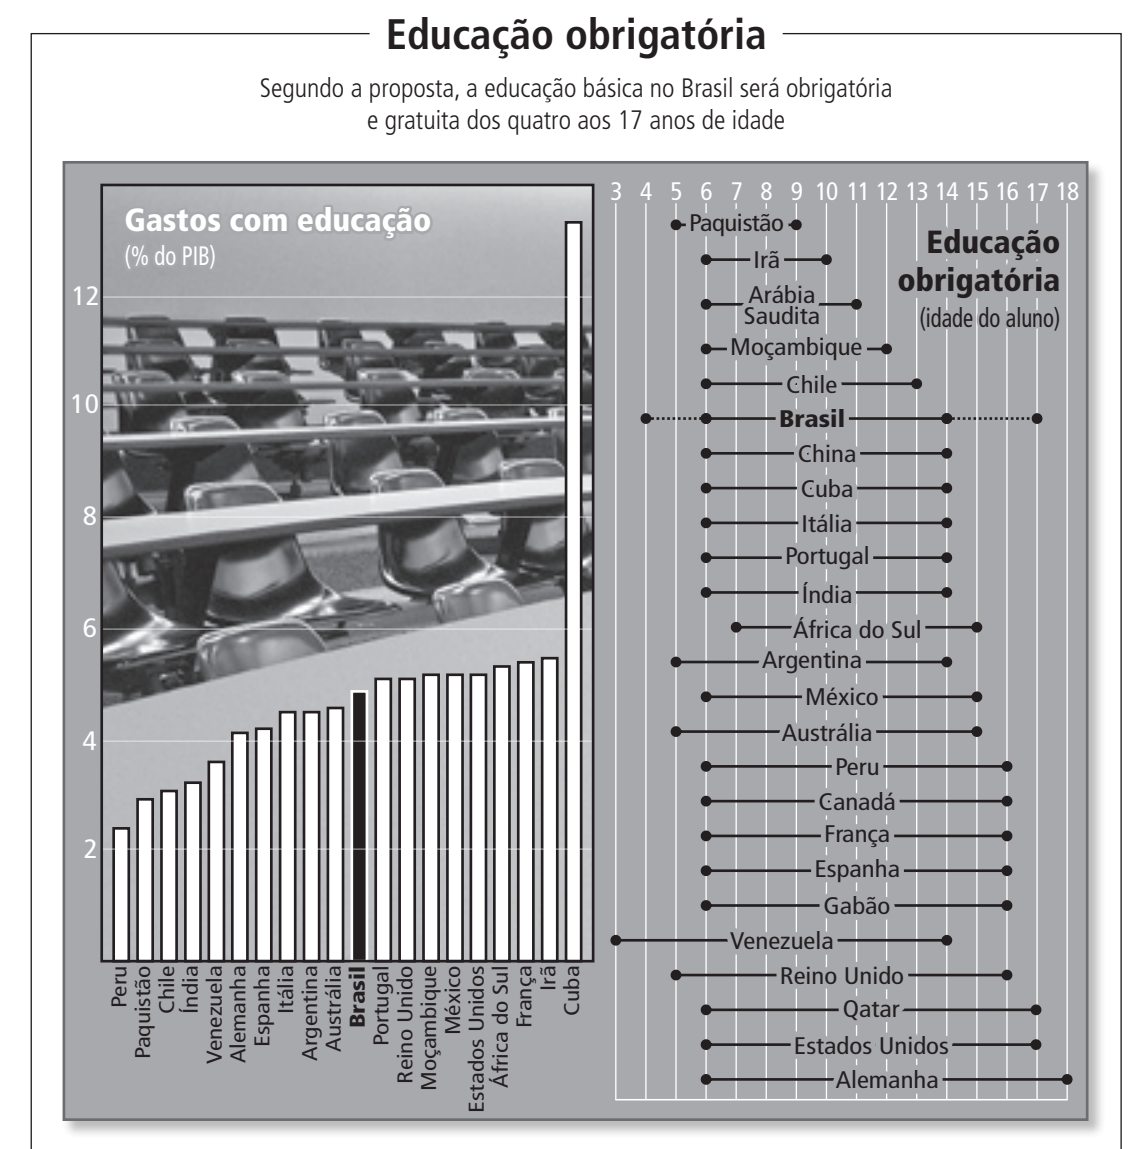 Educação obrigatória
Segundo a proposta, a educação básica no Brasil será obrigatória
e gratuita dos quatro aos 17 anos de idade
Gastos com educação
(% do PIB)
12
10
8
6
4
2
Peru
Paquistão
Chile
Índia
Venezuela
Alemanha
Espanha
Itália
Argentina
Austrália
Brasil
Portugal
Reino Unido
Moçambique
México
Estados Unidos
África do Sul
França
Irã
Cuba
3 4 5 6 7 8 9 10 11 12 13 14 15 16 17 18
Educação
obrigatória
(idade do aluno)
Paquistão
Irã
Arábia
Saudita
Moçambique
Chile
Brasil
China
Cuba
Itália
Portugal
Índia
África do Sul
Argentina
México
Austrália
Peru
Canadá
França
Espanha
Gabão
Venezuela
Reino Unido
Qatar
Estados Unidos
Alemanha